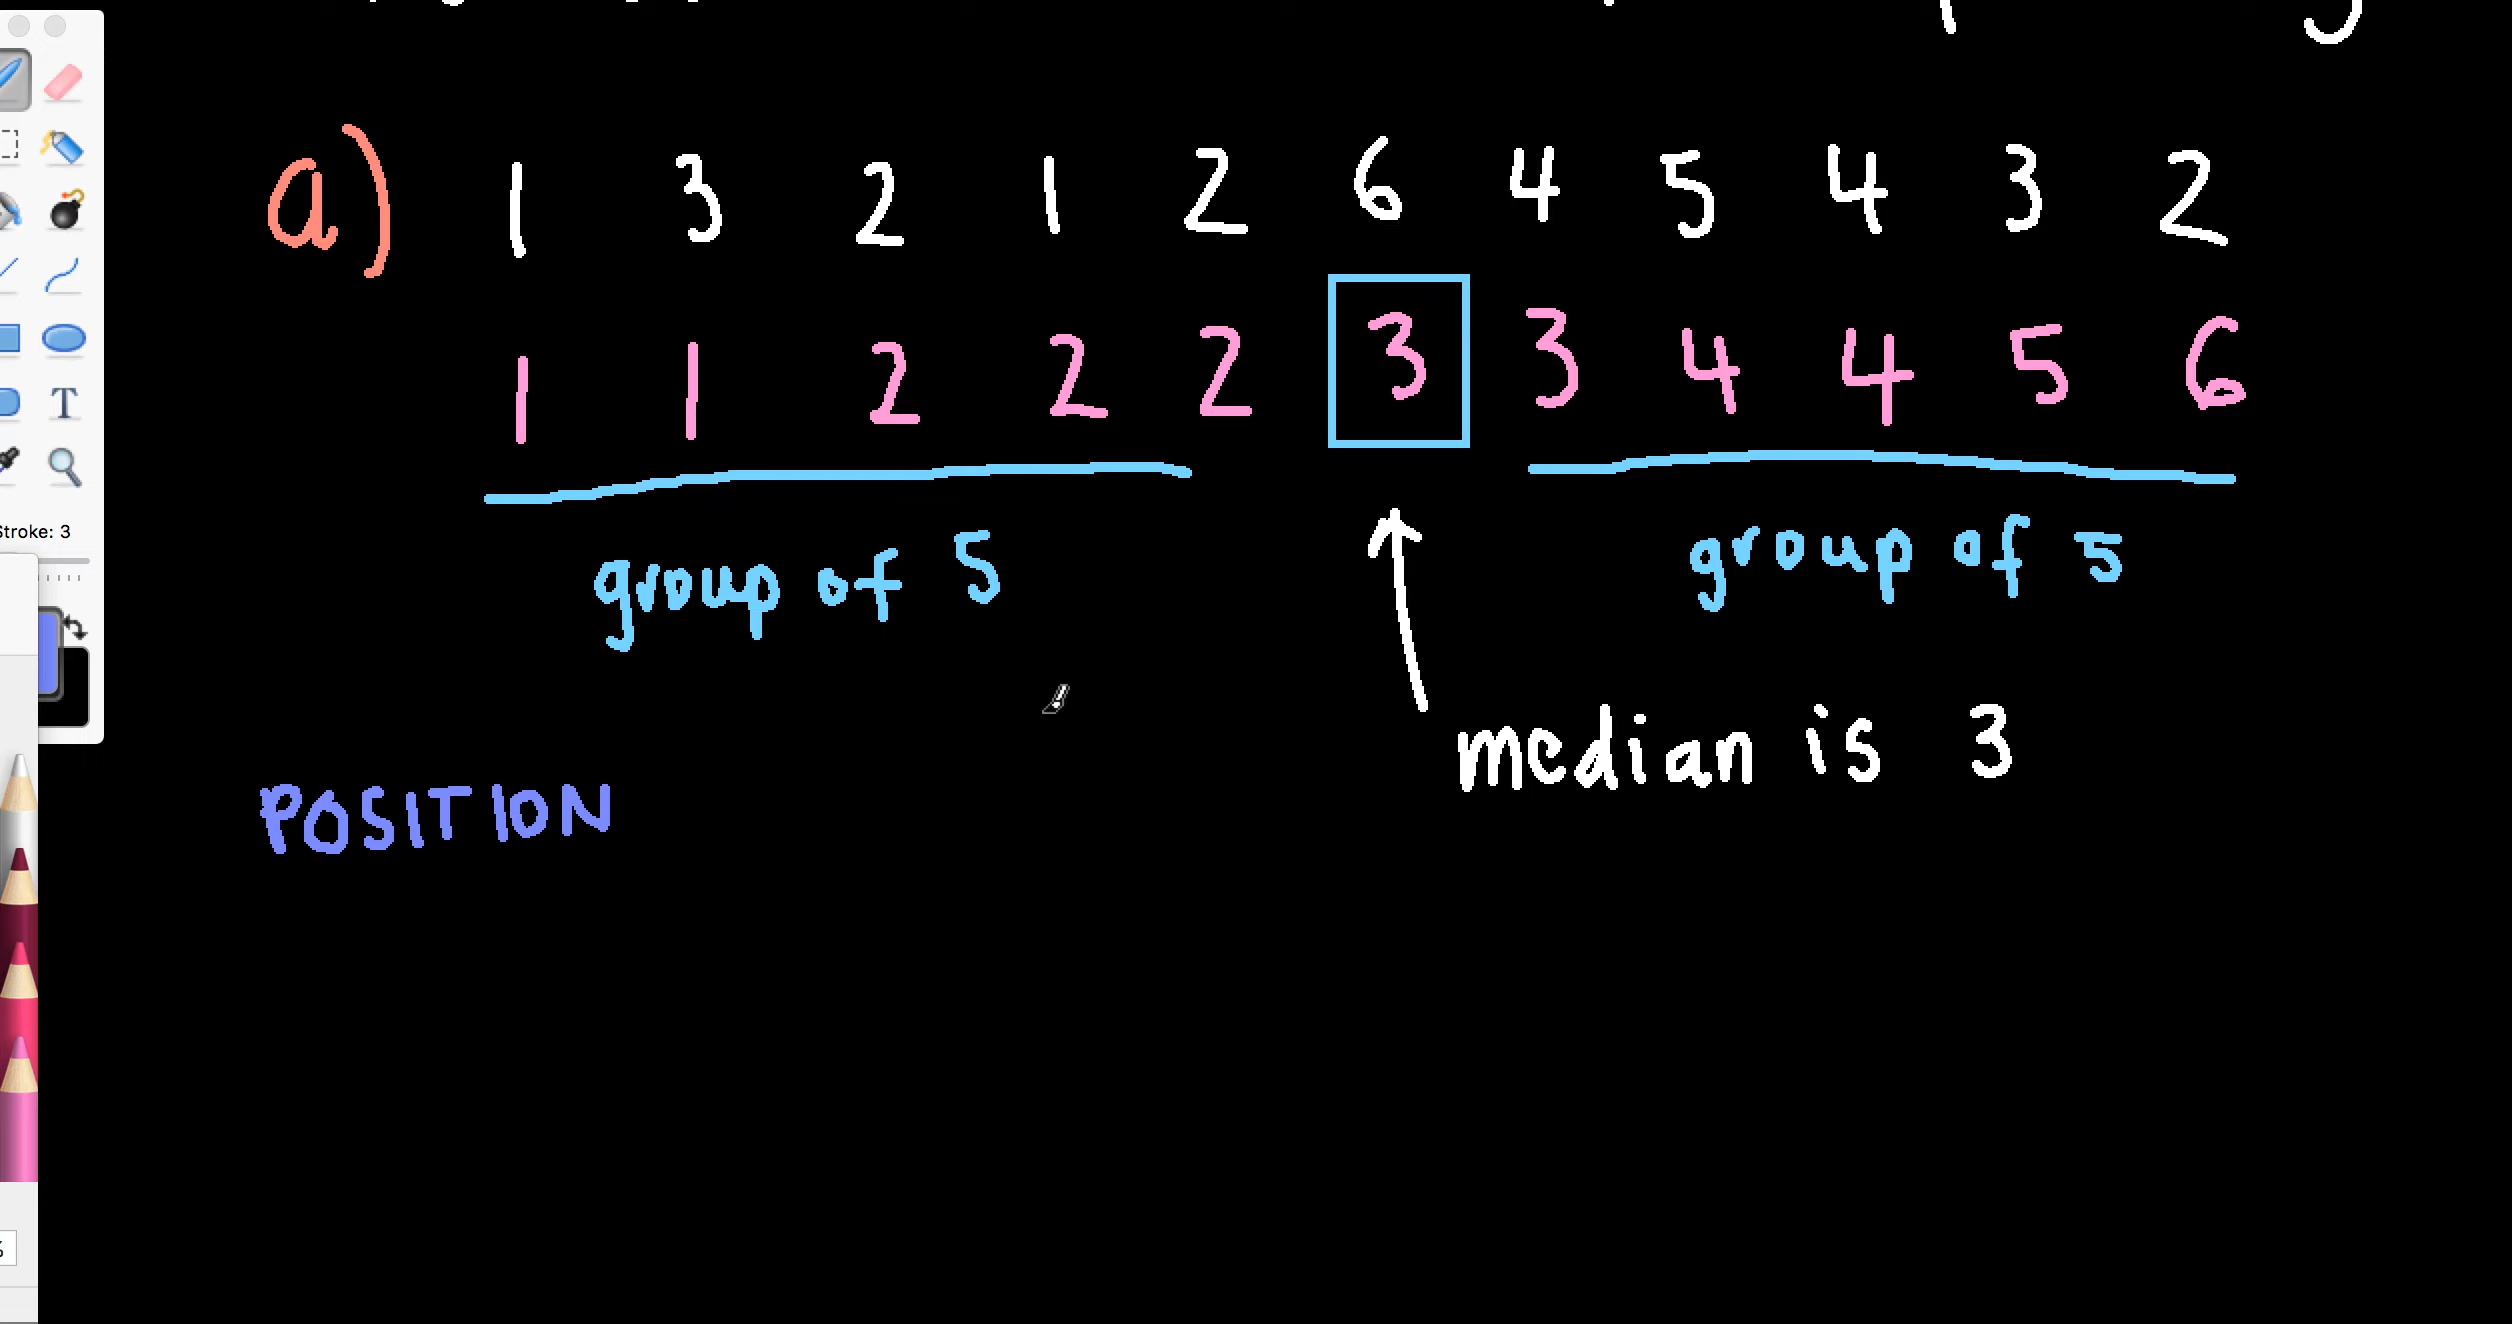 a) 1 3 2 1 2 6 4 5 4 3 2
1 1 2 2 2 3 3 4 4 5 6
group of 5 group of 5
median is 3
POSITION
T
Stroke: 3